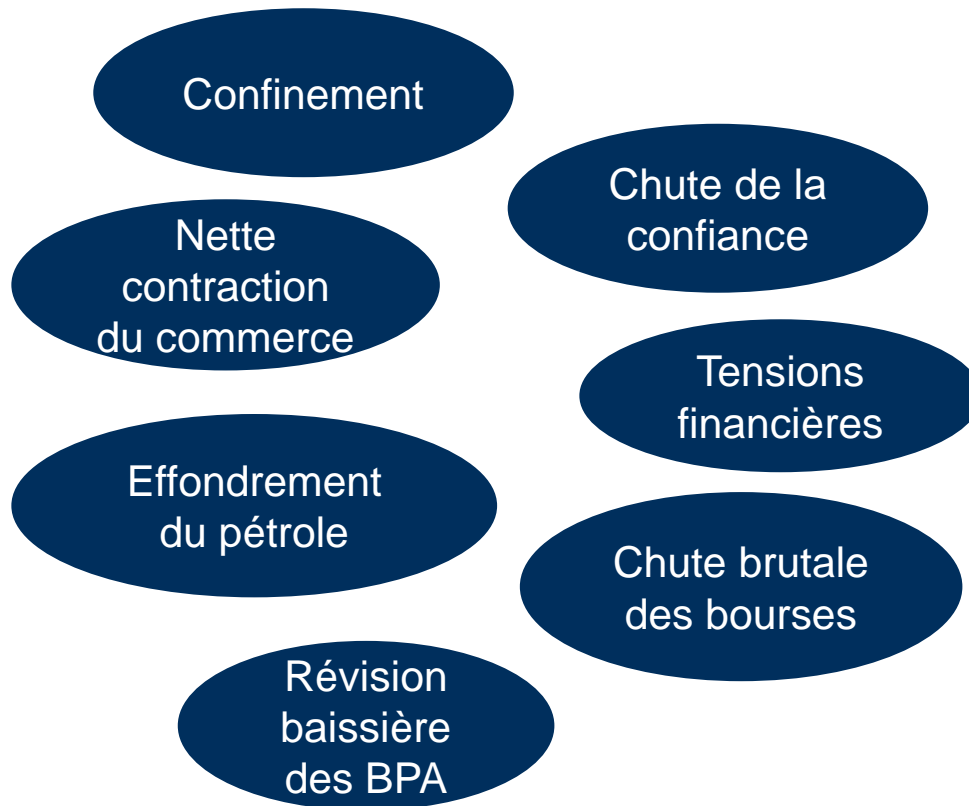 Confinement
Chute de la
confiance
Nette
contraction
du commerce
Tensions
financières
Effondrement
du pétrole
Chute brutale
des bourses
Révision
baissière
des BPA